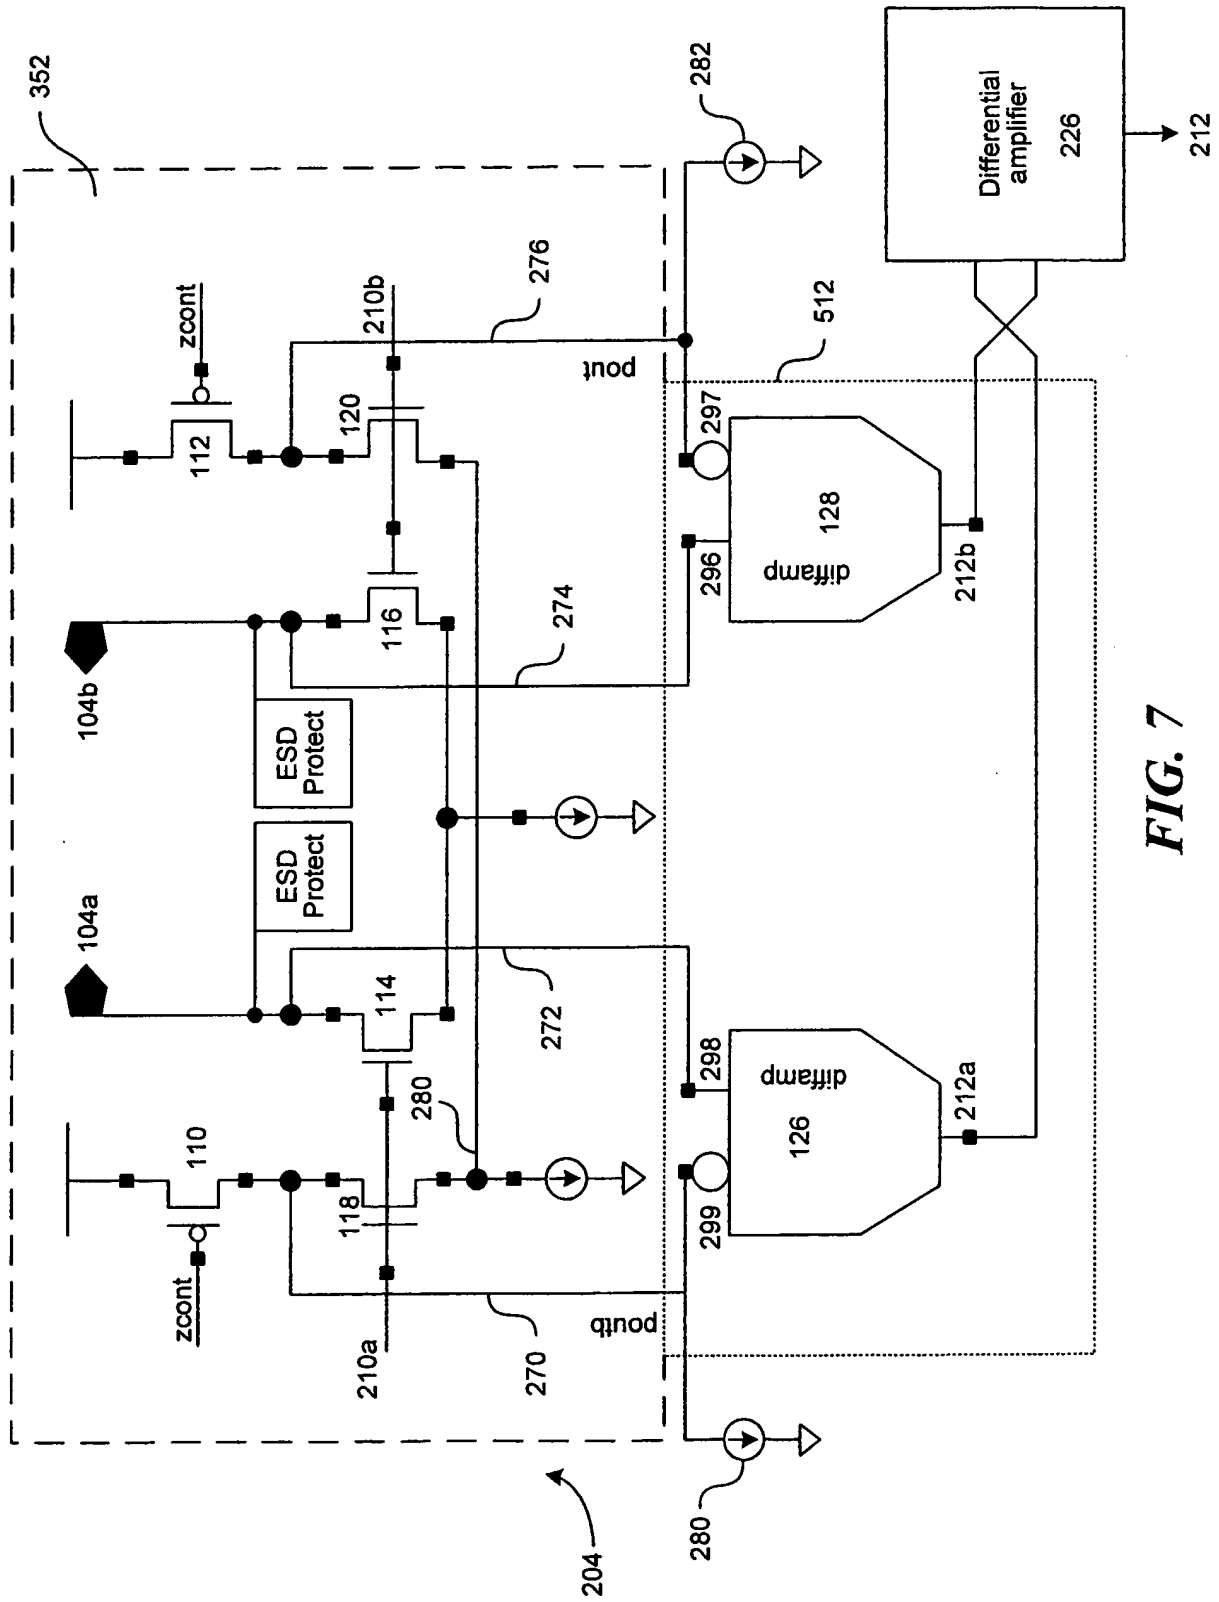 352
104a
104b
ESD
Protect
ESD
Protect
zcont
110
112
zcont
118
114
116
120
210a
210b
280
270
272
274
276
poutb
pout
204
280
282
299
298
296
297
512
diffamp
126
diffamp
128
212a
212b
Differential
amplifier
226
212
FIG. 7